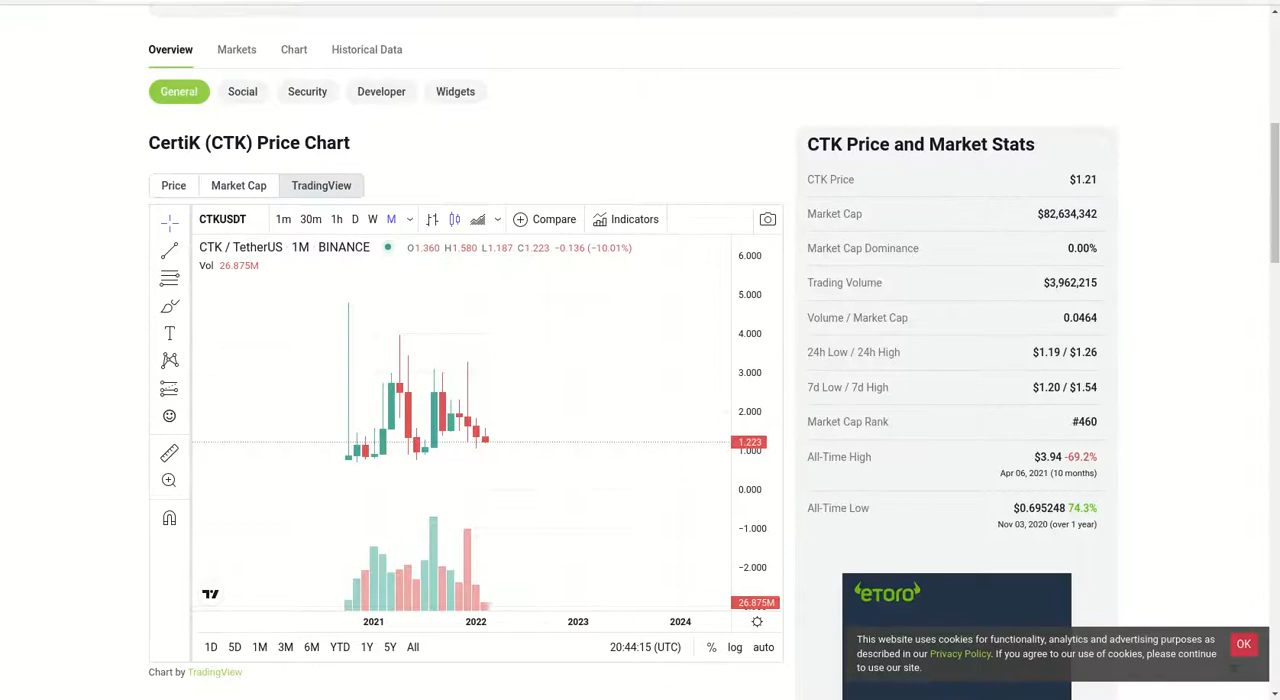 Overview Markets Chart Historical Data
General Social Security Developer Widgets
CertiK (CTK) Price Chart
Price Market Cap TradingView
CTKUSDT 1m 30m 1h D W M Compare Indicators
CTK / TetherUS 1M BINANCE O1.360 H1.580 L1.187 C1.223 −0.136 (−10.01%)
Vol 26.875M
6.000
5.000
4.000
3.000
2.000
1.223
1.000
0.000
−1.000
−2.000
26.875M
T
2021 2022 2023 2024
1D 5D 1M 3M 6M YTD 1Y 5Y All 20:44:15 (UTC) % log auto
Chart by TradingView
CTK Price and Market Stats
CTK Price $1.21
Market Cap $82,634,342
Market Cap Dominance 0.00%
Trading Volume $3,962,215
Volume / Market Cap 0.0464
24h Low / 24h High $1.19 / $1.26
7d Low / 7d High $1.20 / $1.54
Market Cap Rank #460
All-Time High $3.94 -69.2%
Apr 06, 2021 (10 months)
All-Time Low $0.695248 74.3%
Nov 03, 2020 (over 1 year)
eToro
This website uses cookies for functionality, analytics and advertising purposes as
described in our Privacy Policy. If you agree to our use of cookies, please continue
to use our site.
OK